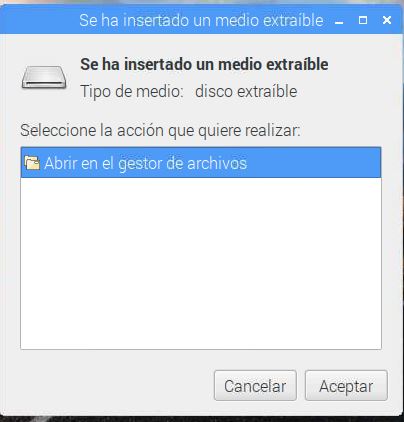 Se ha insertado un medio extraíble
Se ha insertado un medio extraíble
Tipo de medio: disco extraíble
Seleccione la acción que quiere realizar:
Abrir en el gestor de archivos
Cancelar Aceptar